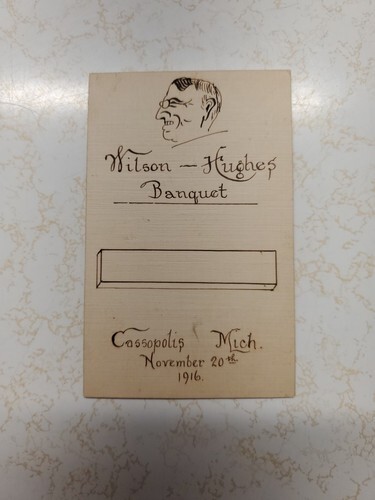 Wilson — Hughes
Banquet
Cassopolis Mich.
November 20th
1916.